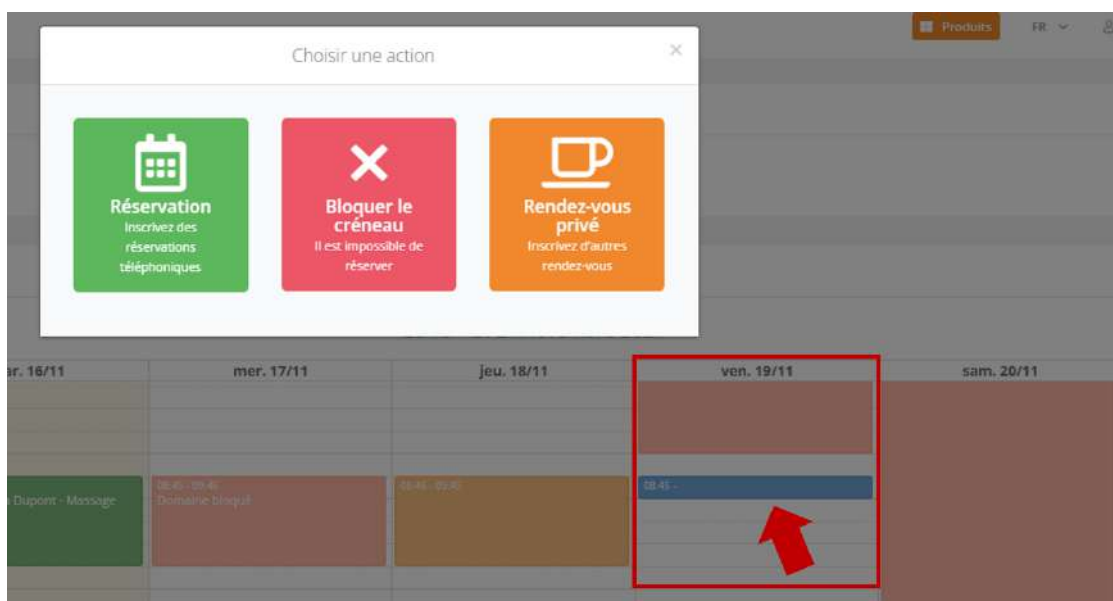 Produits FR
Choisir une action ×
Réservation
Inscrivez des
réservations
téléphoniques
Bloquer le
créneau
Il est impossible de
réserver
Rendez-vous
privé
Inscrivez d'autres
rendez-vous
16/11 mer. 17/11 jeu. 18/11 ven. 19/11 sam. 20/11
08:45 - 09:45 08:45 - 09:45 08:45 -
Dupont - Massage Domaine bloqué